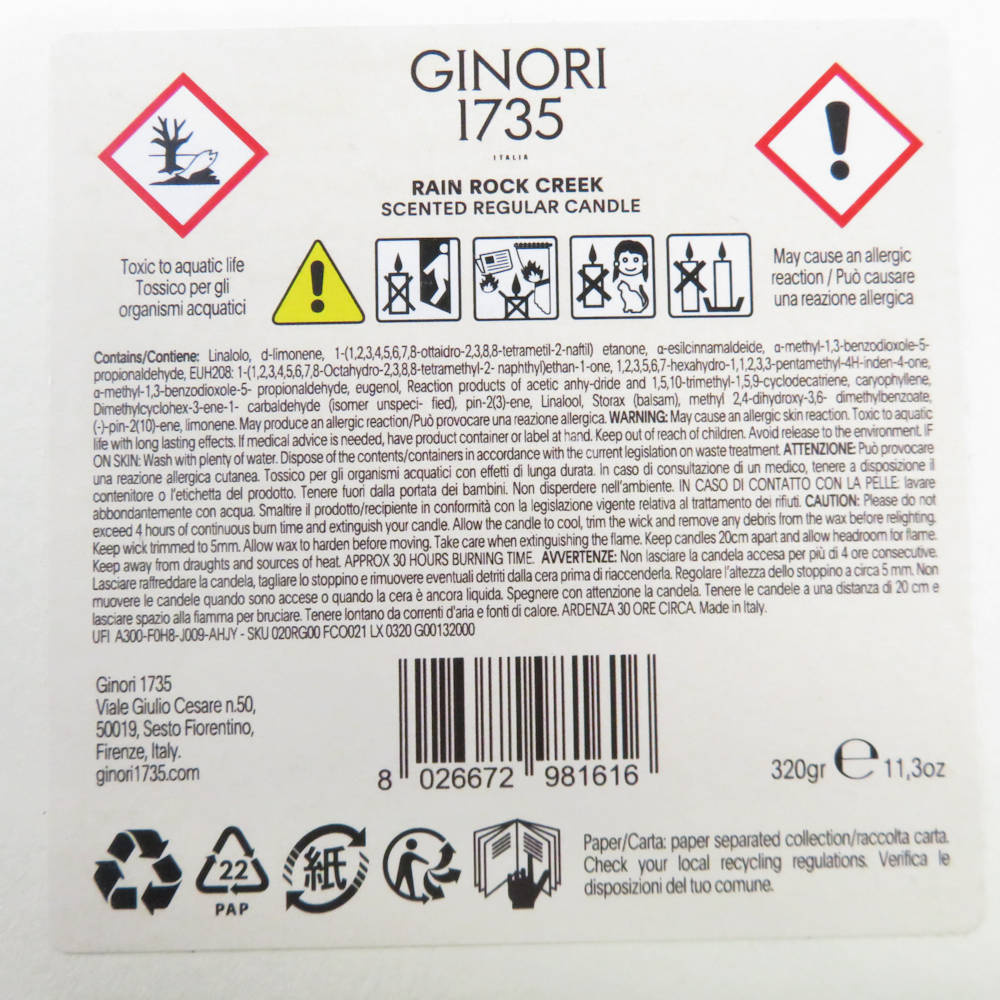 GINORI
1735
ITALIA
RAIN ROCK CREEK
SCENTED REGULAR CANDLE
Toxic to aquatic life
Tossico per gli
organismi acquatici
May cause an allergic
reaction / Può causare
una reazione allergica
Contains/Contiene: Linalolo, d-limonene, 1-(1,2,3,4,5,6,7,8-ottaidro-2,3,8,8-tetrametil-2-naftil) etanone, α-esilcinnamaldeide, α-methyl-1,3-benzodioxole-5-
propionaldehyde, EUH208: 1-(1,2,3,4,5,6,7,8-Octahydro-2,3,8,8-tetramethyl-2- naphthyl)ethan-1-one, 1,2,3,5,6,7-hexahydro-1,1,2,3,3-pentamethyl-4H-inden-4-one,
α-methyl-1,3-benzodioxole-5- propionaldehyde, eugenol, Reaction products of acetic anhy-dride and 1,5,10-trimethyl-1,5,9-cyclodecatriene, caryophyllene,
Dimethylcyclohex-3-ene-1- carbaldehyde (isomer unspeci- fied), pin-2(3)-ene, Linalool, Storax (balsam), methyl 2,4-dihydroxy-3,6- dimethylbenzoate,
(-)-pin-2(10)-ene, limonene. May produce an allergic reaction/Può provocare una reazione allergica. WARNING: May cause an allergic skin reaction. Toxic to aquatic
life with long lasting effects. If medical advice is needed, have product container or label at hand. Keep out of reach of children. Avoid release to the environment. IF
ON SKIN: Wash with plenty of water. Dispose of the contents/containers in accordance with the current legislation on waste treatment. ATTENZIONE: Può provocare
una reazione allergica cutanea. Tossico per gli organismi acquatici con effetti di lunga durata. In caso di consultazione di un medico, tenere a disposizione il
contenitore o l'etichetta del prodotto. Tenere fuori dalla portata dei bambini. Non disperdere nell'ambiente. IN CASO DI CONTATTO CON LA PELLE: lavare
abbondantemente con acqua. Smaltire il prodotto/recipiente in conformità con la legislazione vigente relativa al trattamento dei rifiuti. CAUTION: Please do not
exceed 4 hours of continuous burn time and extinguish your candle. Allow the candle to cool, trim the wick and remove any debris from the wax before relighting.
Keep wick trimmed to 5mm. Allow wax to harden before moving. Take care when extinguishing the flame. Keep candles 20cm apart and allow headroom for flame.
Keep away from draughts and sources of heat. APPROX 30 HOURS BURNING TIME. AVVERTENZE: Non lasciare la candela accesa per più di 4 ore consecutive.
Lasciare raffreddare la candela, tagliare lo stoppino e rimuovere eventuali detriti dalla cera prima di riaccenderla. Regolare l'altezza dello stoppino a circa 5 mm. Non
muovere le candele quando sono accese o quando la cera è ancora liquida. Spegnere con attenzione la candela. Tenere le candele a una distanza di 20 cm e
lasciare spazio alla fiamma per bruciare. Tenere lontano da correnti d'aria e fonti di calore. ARDENZA 30 ORE CIRCA. Made in Italy.
UFI A300-F0H8-J009-AHJY - SKU 020RG00 FCO021 LX 0320 G00132000
Ginori 1735
Viale Giulio Cesare n.50,
50019, Sesto Fiorentino,
Firenze, Italy.
ginori1735.com
8 026672 981616
320gr e 11,3oz
22
PAP
紙
Paper/Carta: paper separated collection/raccolta carta.
Check your local recycling regulations. Verifica le
disposizioni del tuo comune.